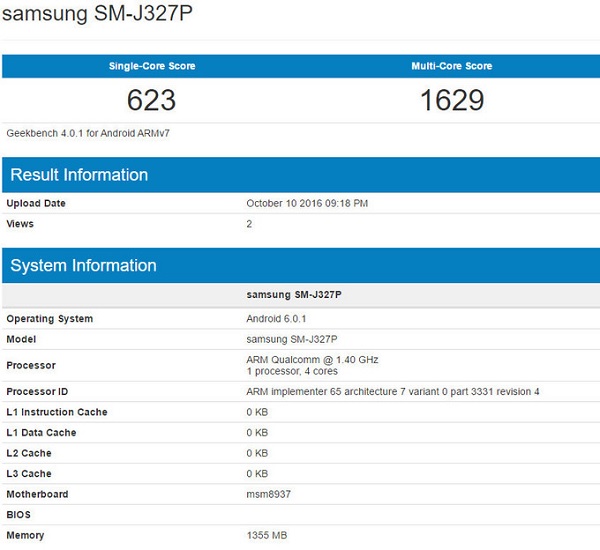 samsung SM-J327P
Single-Core Score Multi-Core Score
623 1629
Geekbench 4.0.1 for Android ARMv7
Result Information
Upload Date October 10 2016 09:18 PM
Views 2
System Information
samsung SM-J327P
Operating System Android 6.0.1
Model samsung SM-J327P
Processor ARM Qualcomm @ 1.40 GHz
1 processor, 4 cores
Processor ID ARM implementer 65 architecture 7 variant 0 part 3331 revision 4
L1 Instruction Cache 0 KB
L1 Data Cache 0 KB
L2 Cache 0 KB
L3 Cache 0 KB
Motherboard msm8937
BIOS
Memory 1355 MB